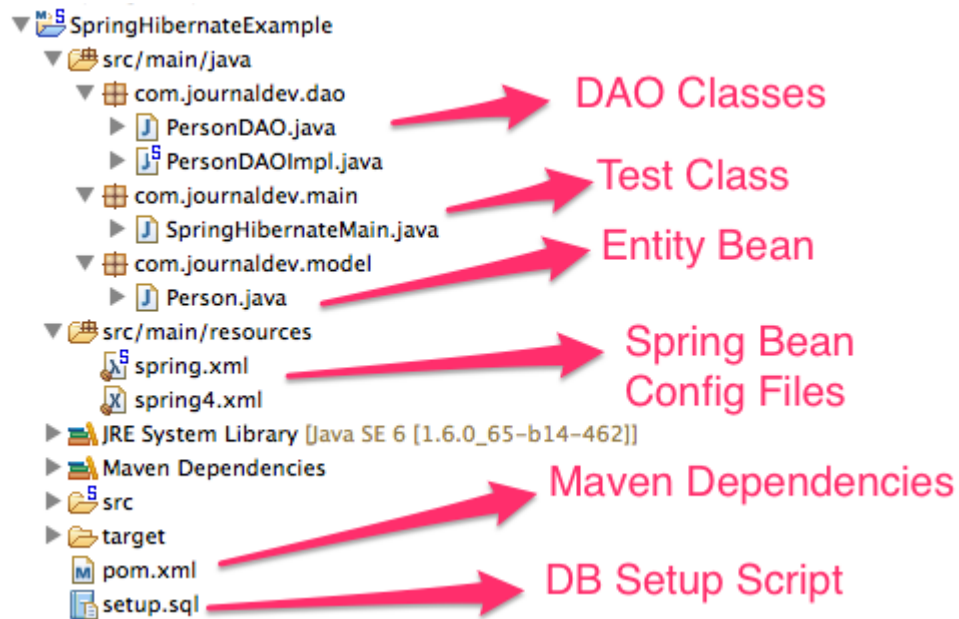 SpringHibernateExample
src/main/java
com.journaldev.dao
DAO Classes
PersonDAO.java
PersonDAOImpl.java
Test Class
com.journaldev.main
SpringHibernateMain.java
Entity Bean
com.journaldev.model
Person.java
src/main/resources
Spring Bean
Config Files
spring.xml
spring4.xml
JRE System Library [Java SE 6 [1.6.0_65-b14-462]]
Maven Dependencies
Maven Dependencies
src
target
pom.xml
DB Setup Script
setup.sql